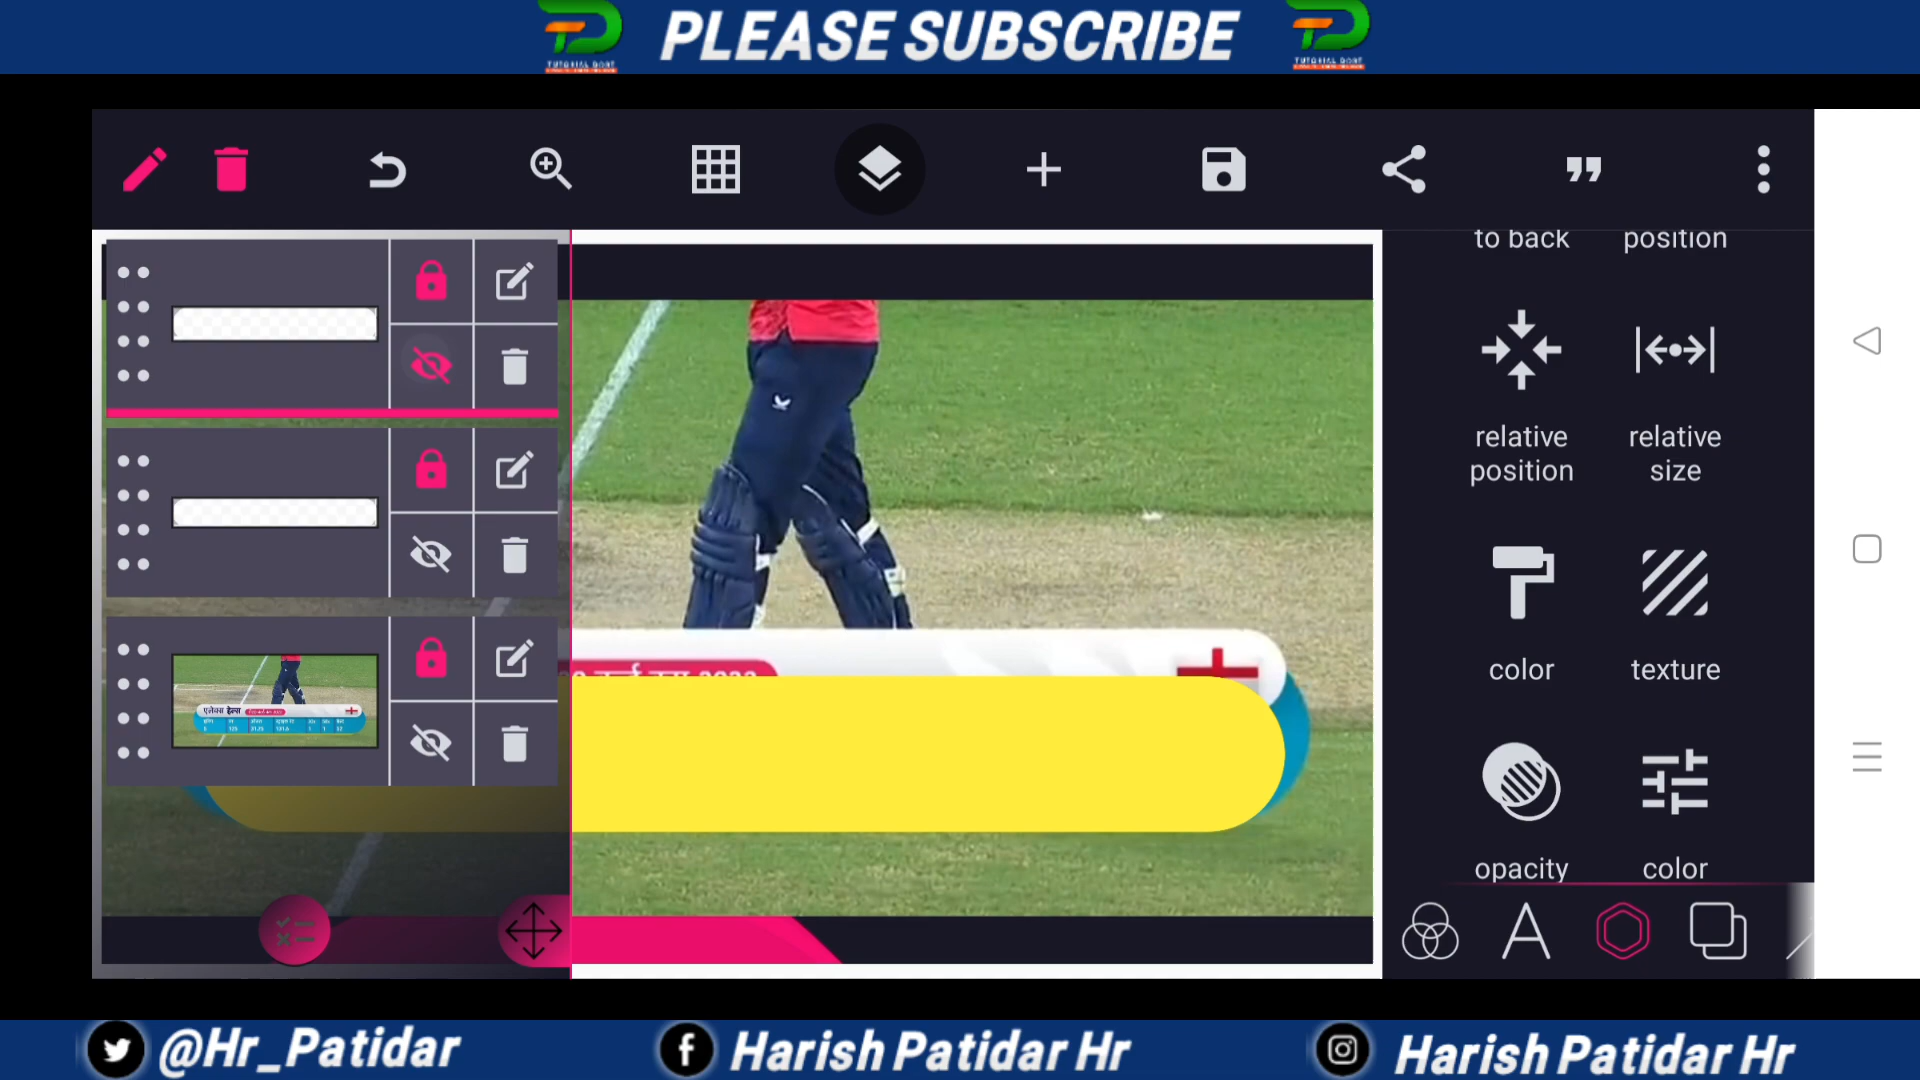 PLEASE SUBSCRIBE
to back
position
relative position
relative size
color
texture
opacity
color
एलेक्स हेल्स
@Hr_Patidar
Harish Patidar Hr
Harish Patidar Hr